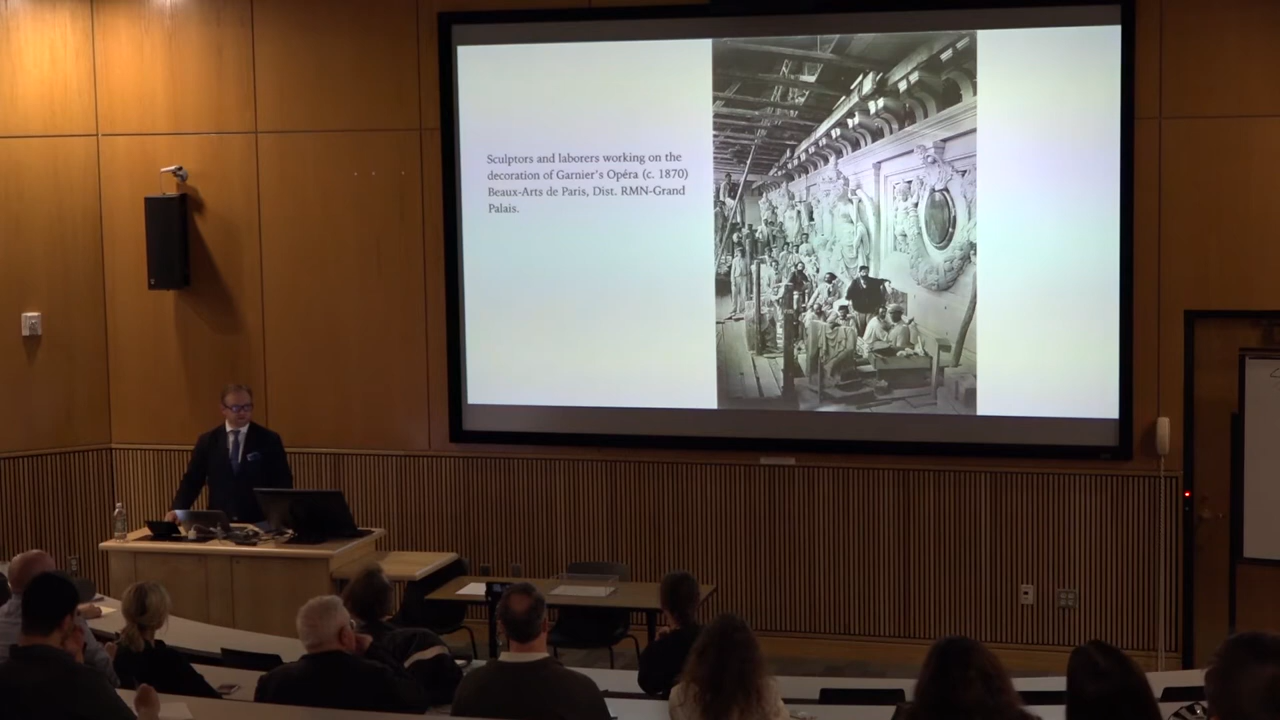 Sculptors and laborers working on the
decoration of Garnier's Opéra (c. 1870)
Beaux-Arts de Paris, Dist. RMN-Grand
Palais.